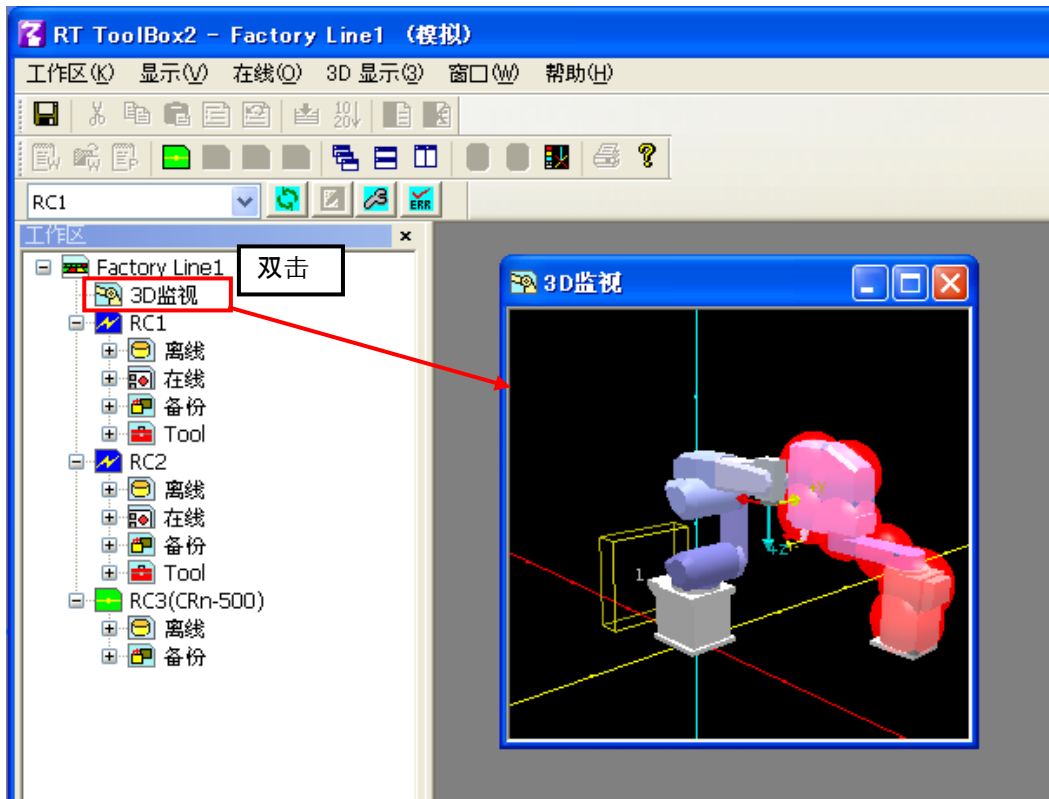 RT ToolBox2 - Factory Line1 (模拟)
工作区(K) 显示(V) 在线(O) 3D 显示(3) 窗口(W) 帮助(H)
RC1
ERR
工作区
Factory Line1
双击
3D监视
3D监视
RC1
离线
在线
备份
Tool
RC2
离线
在线
备份
Tool
RC3(CRn-500)
离线
备份
+Y
+Z
1